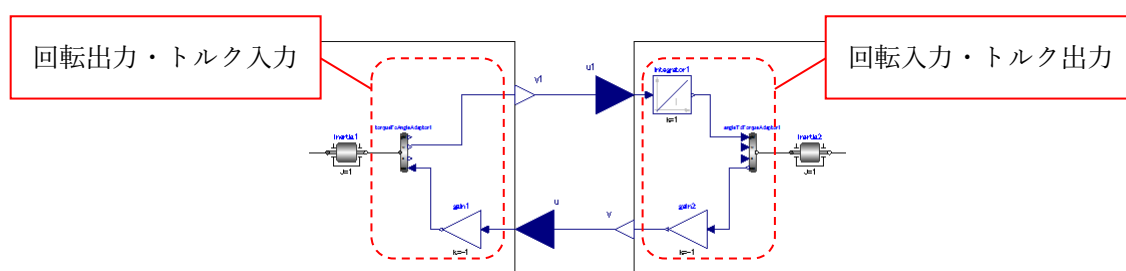 回転出力・トルク入力
回転入力・トルク出力
y1
u1
integrator1
k=1
torqueToAngleAdaptor1
angleToTorqueAdaptor1
inertia1
J=1
inertia2
J=1
gain1
k=-1
u
y
gain2
k=-1